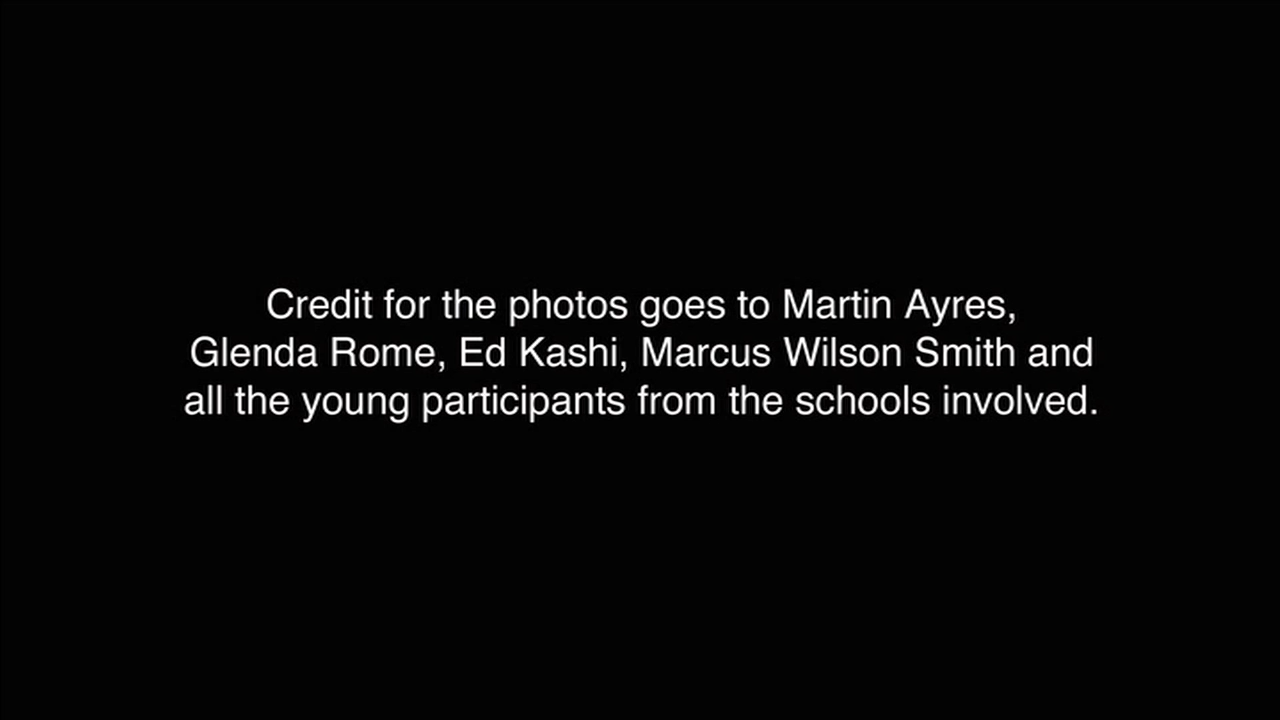 Credit for the photos goes to Martin Ayres,
Glenda Rome, Ed Kashi, Marcus Wilson Smith and
all the young participants from the schools involved.